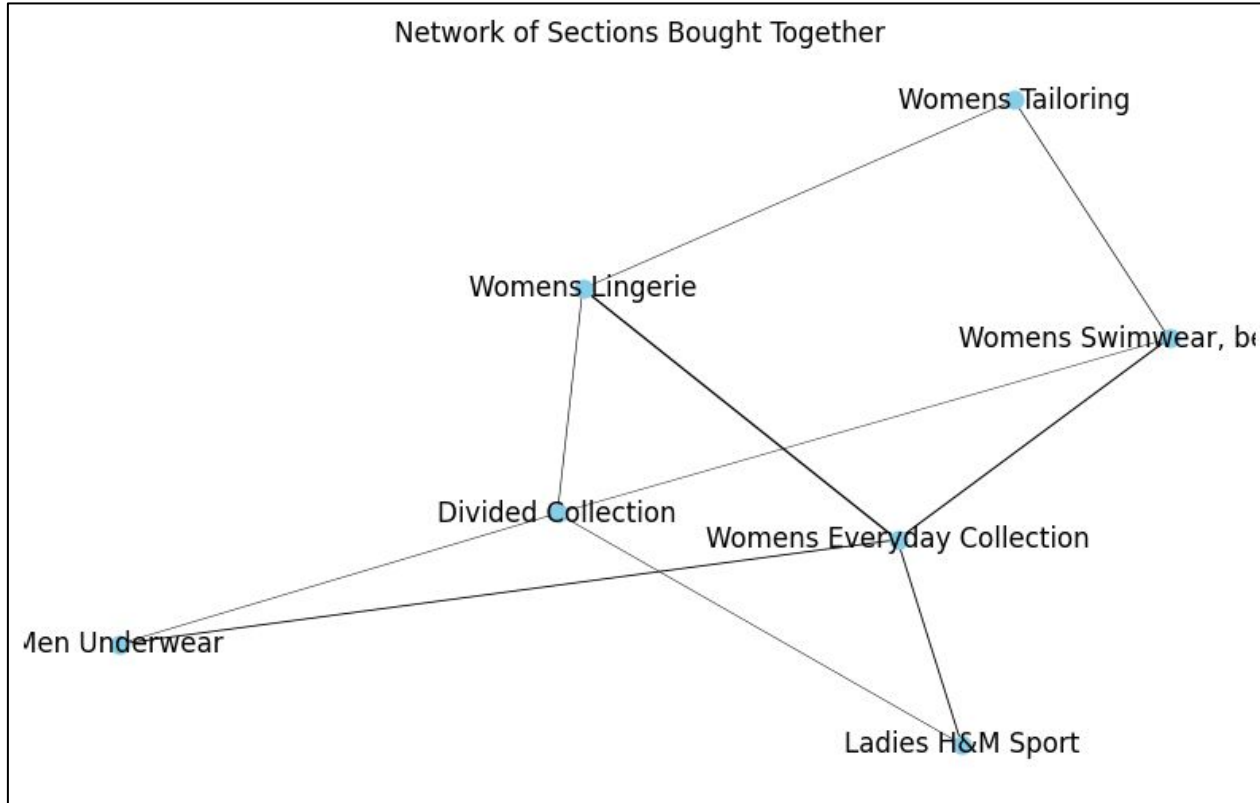 Network of Sections Bought Together
Womens Tailoring
Womens Lingerie
Womens Swimwear,
Divided Collection
Womens Everyday Collection
Men Underwear
Ladies H&M Sport